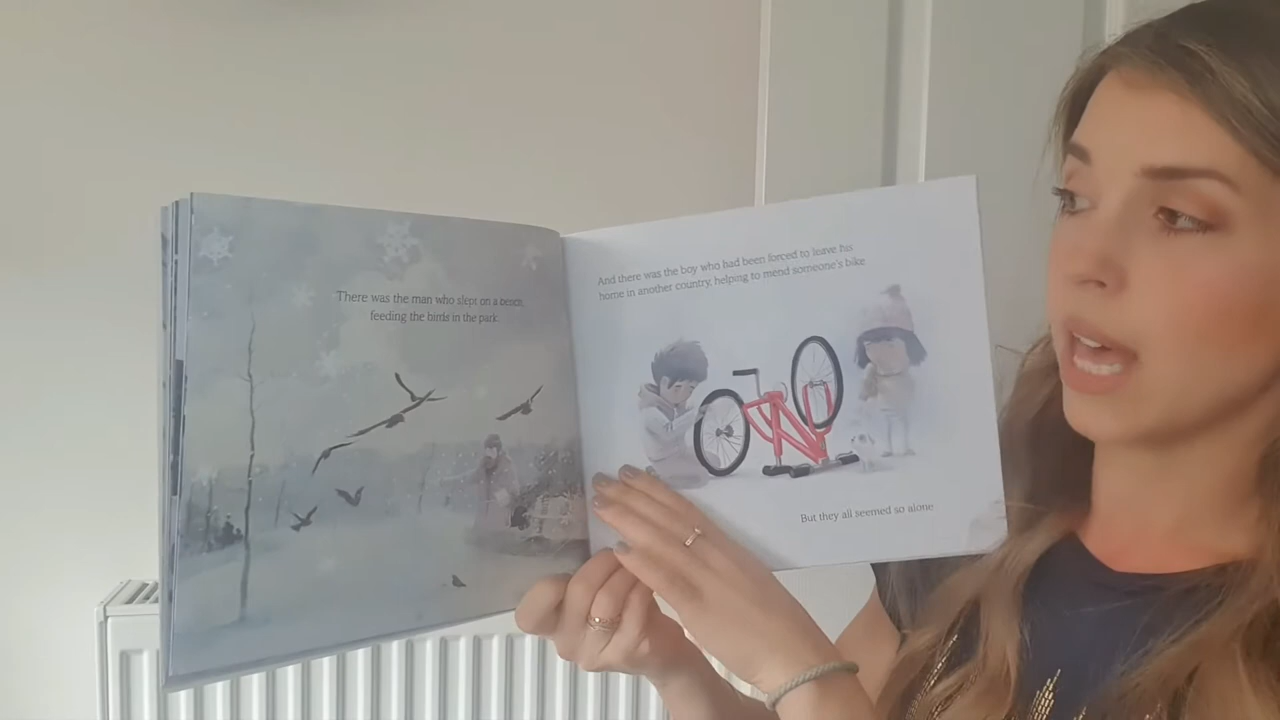 There was the man who slept on a bench,
feeding the birds in the park.
And there was the boy who had been forced to leave his
home in another country, helping to mend someone's bike
But they all seemed so alone